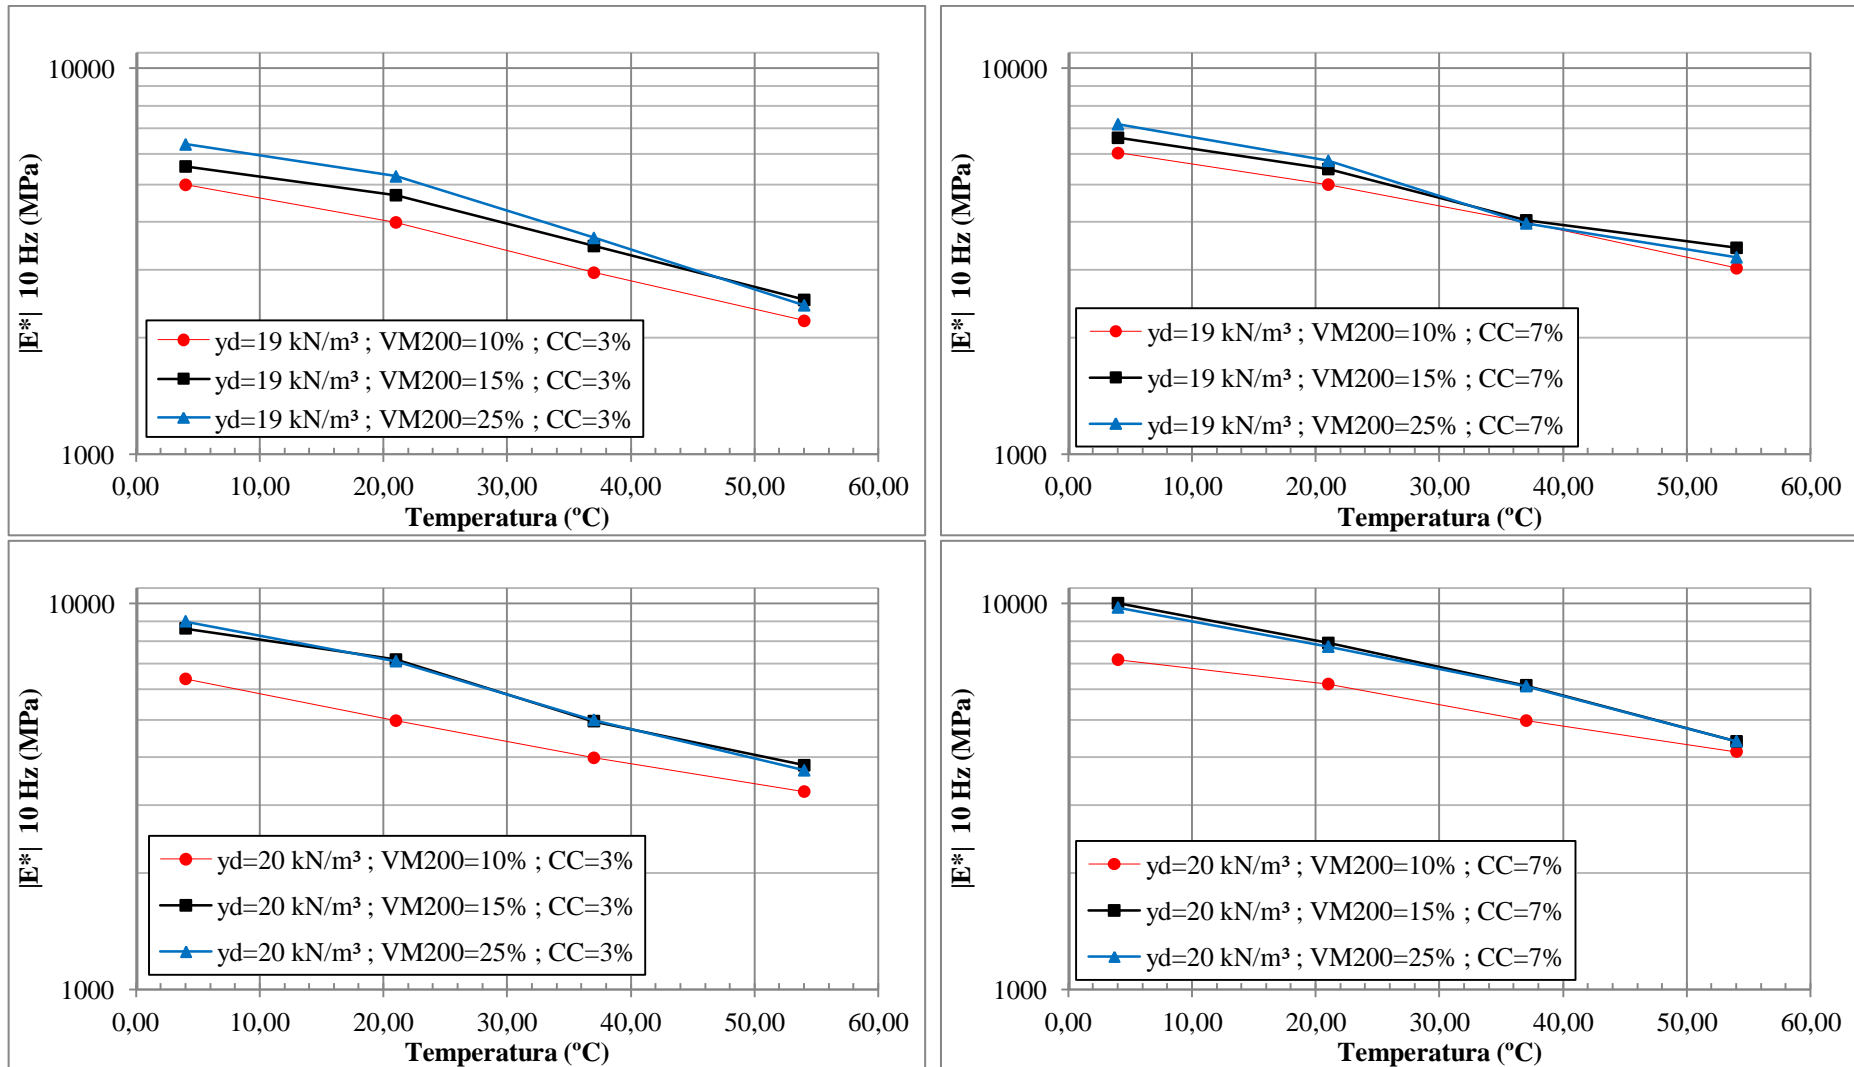 10000
1000
|E*| 10 Hz (MPa)
yd=19 kN/m³ ; VM200=10% ; CC=3%
yd=19 kN/m³ ; VM200=15% ; CC=3%
yd=19 kN/m³ ; VM200=25% ; CC=3%
0,00 10,00 20,00 30,00 40,00 50,00 60,00
Temperatura (ºC)
10000
1000
|E*| 10 Hz (MPa)
yd=19 kN/m³ ; VM200=10% ; CC=7%
yd=19 kN/m³ ; VM200=15% ; CC=7%
yd=19 kN/m³ ; VM200=25% ; CC=7%
0,00 10,00 20,00 30,00 40,00 50,00 60,00
Temperatura (ºC)
10000
1000
|E*| 10 Hz (MPa)
yd=20 kN/m³ ; VM200=10% ; CC=3%
yd=20 kN/m³ ; VM200=15% ; CC=3%
yd=20 kN/m³ ; VM200=25% ; CC=3%
0,00 10,00 20,00 30,00 40,00 50,00 60,00
Temperatura (ºC)
10000
1000
|E*| 10 Hz (MPa)
yd=20 kN/m³ ; VM200=10% ; CC=7%
yd=20 kN/m³ ; VM200=15% ; CC=7%
yd=20 kN/m³ ; VM200=25% ; CC=7%
0,00 10,00 20,00 30,00 40,00 50,00 60,00
Temperatura (ºC)